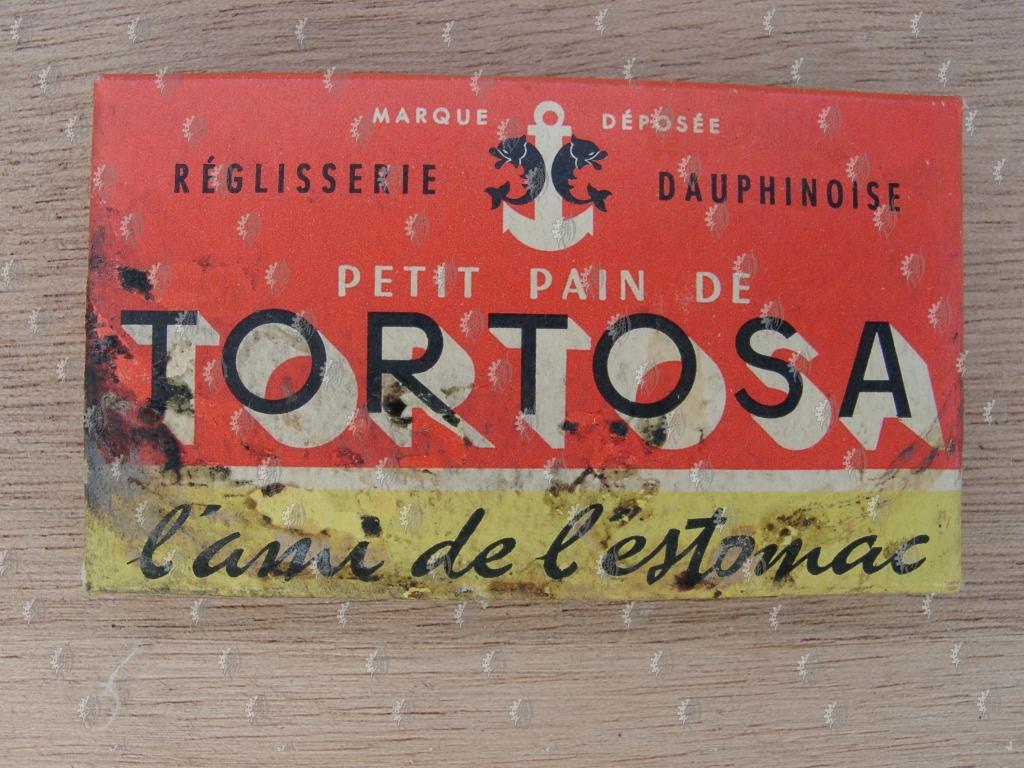 MARQUE DÉPOSÉE
RÉGLISSERIE DAUPHINOISE
PETIT PAIN DE
TORTOSA
l'ami de l'estomac